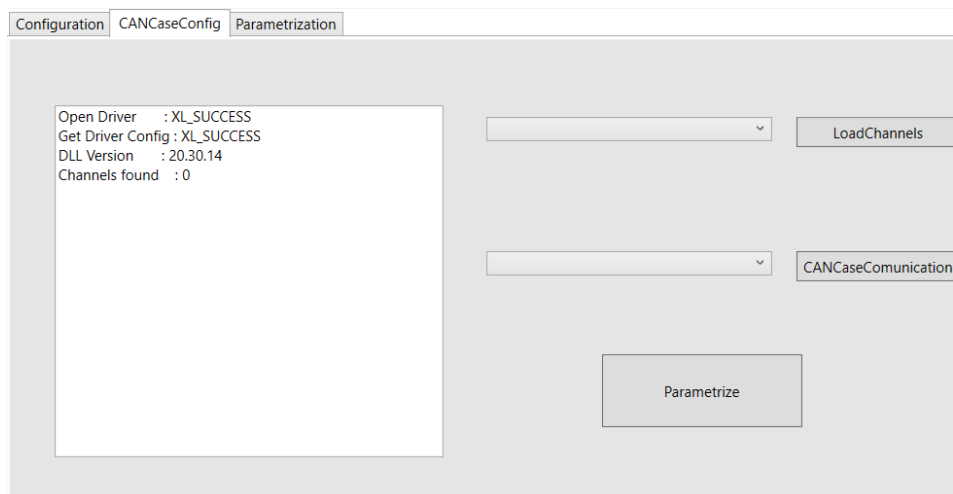 Configuration CANCaseConfig Parametrization
Open Driver : XL_SUCCESS
Get Driver Config : XL_SUCCESS
DLL Version : 20.30.14
Channels found : 0
LoadChannels
CANCaseComunication
Parametrize